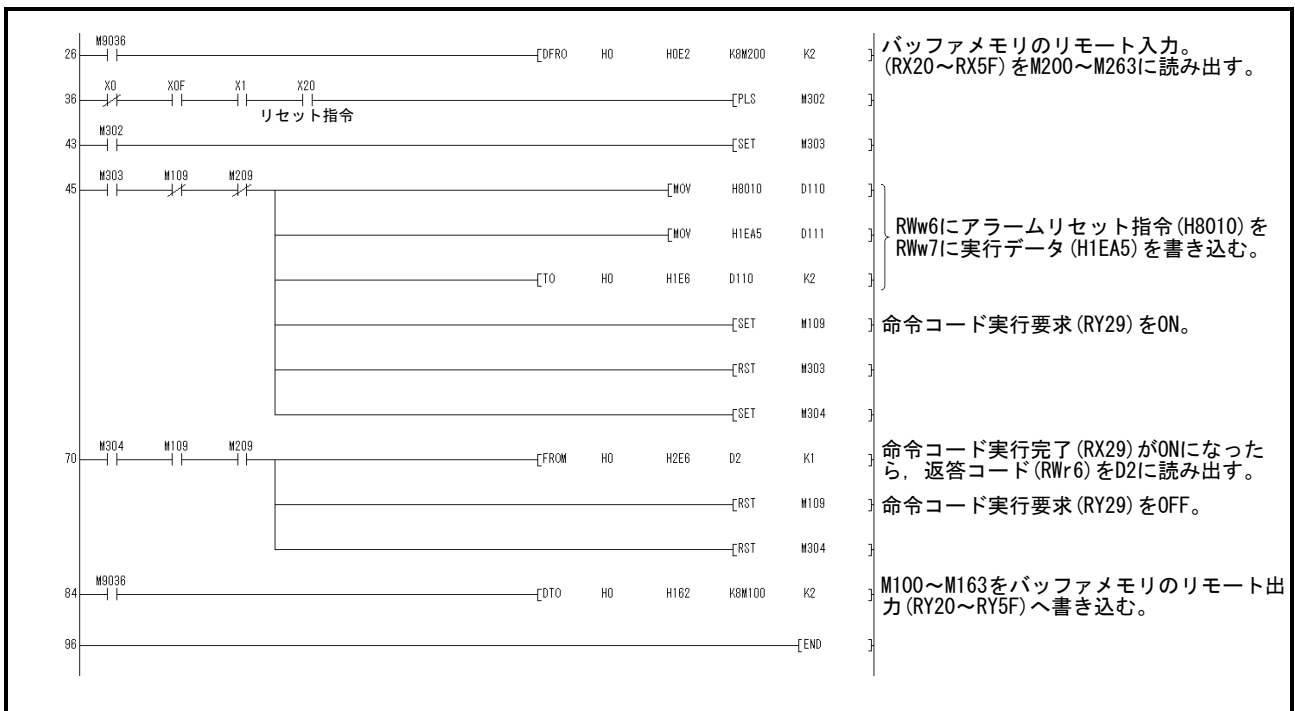 M9036
26 [DFRO H0 H0E2 K8M200 K2 ]
バッファメモリのリモート入力。
(RX20～RX5F)をM200～M263に読み出す。
X0 X0F X1 X20
36 [PLS M302 ]
リセット指令
M302
43 [SET M303 ]
M303 M109 M209
45 [MOV H8010 D110 ]
[MOV H1EA5 D111 ]
RWw6にアラームリセット指令(H8010)を
RWw7に実行データ(H1EA5)を書き込む。
[TO H0 H1E6 D110 K2 ]
[SET M109 ]
命令コード実行要求(RY29)をON。
[RST M303 ]
[SET M304 ]
M304 M109 M209
70 [FROM H0 H2E6 D2 K1 ]
命令コード実行完了(RX29)がONになった
ら，返答コード(RWr6)をD2に読み出す。
[RST M109 ]
命令コード実行要求(RY29)をOFF。
[RST M304 ]
M9036
84 [DTO H0 H162 K8M100 K2 ]
M100～M163をバッファメモリのリモート出
力(RY20～RY5F)へ書き込む。
96 [END ]